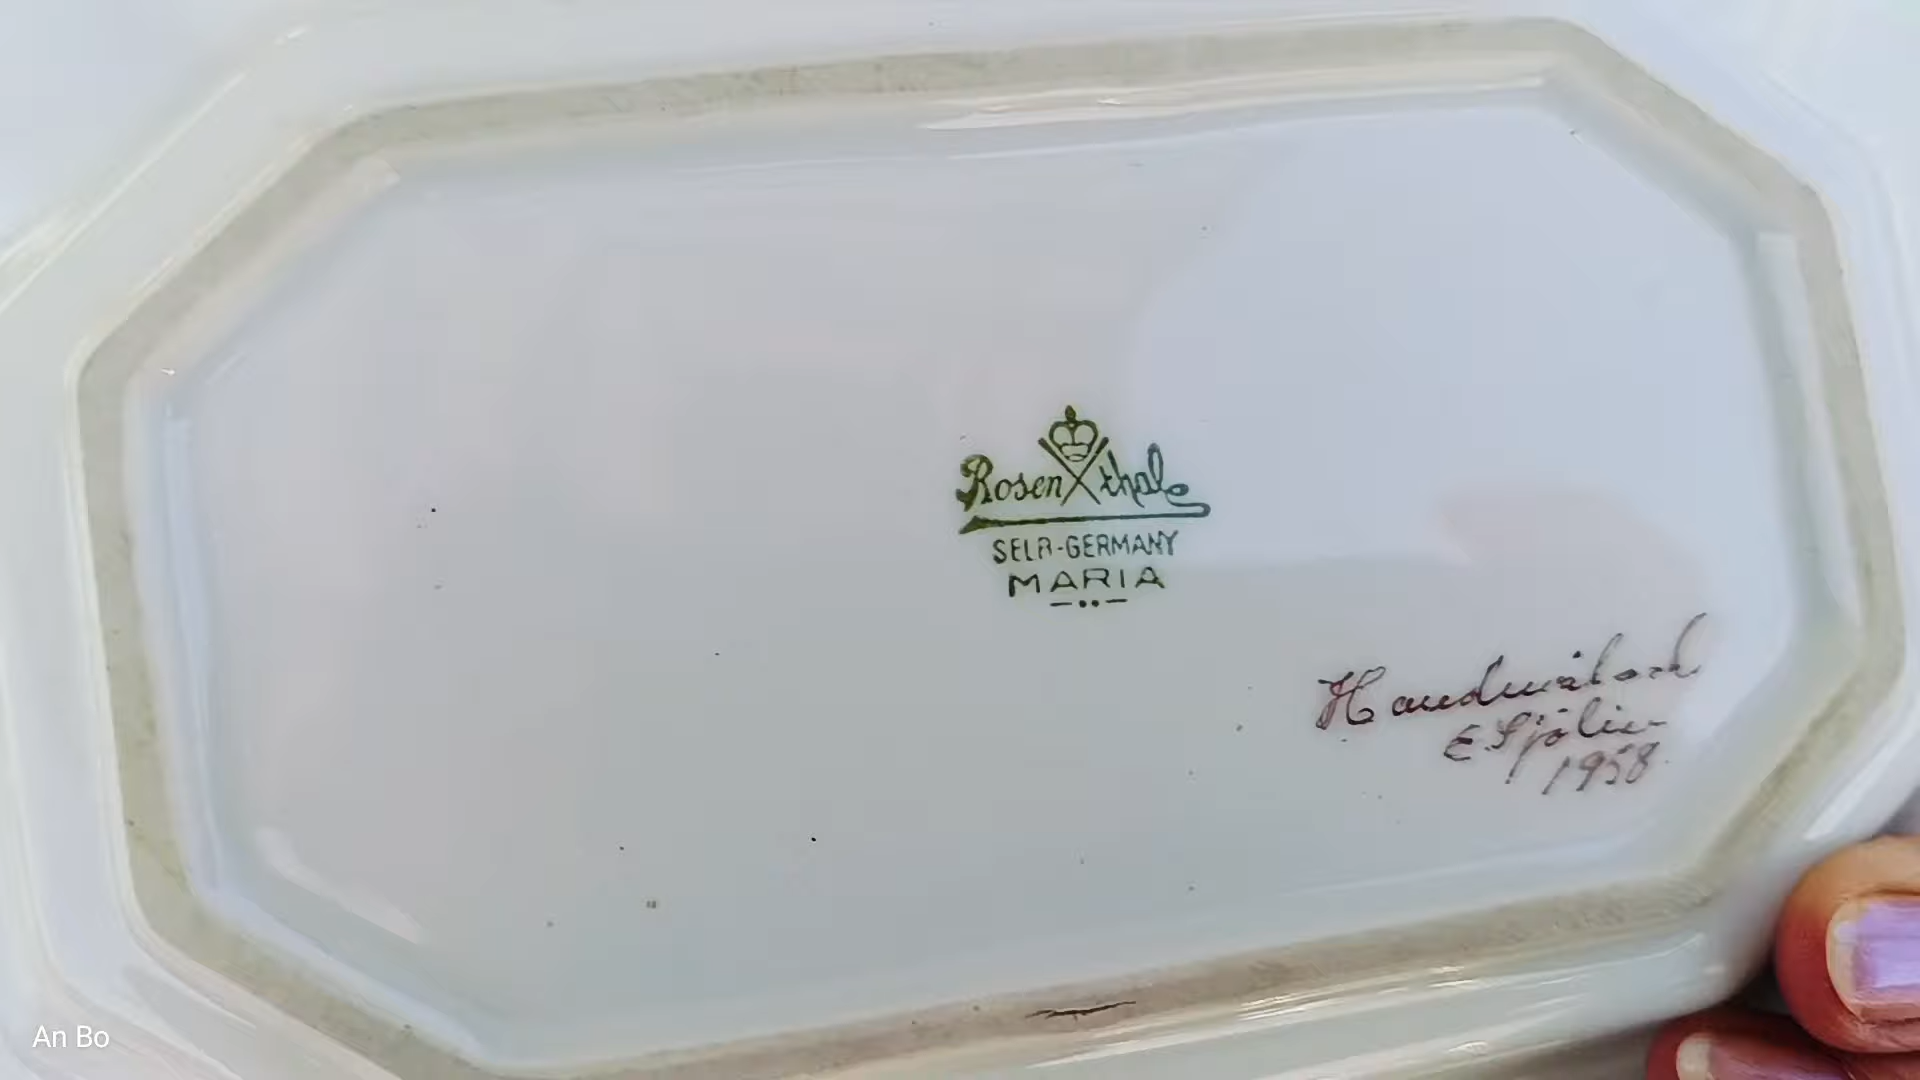 Rosenthal
SELB-GERMANY
MARIA
Handmålad
E Sjölin
1958
An Bo